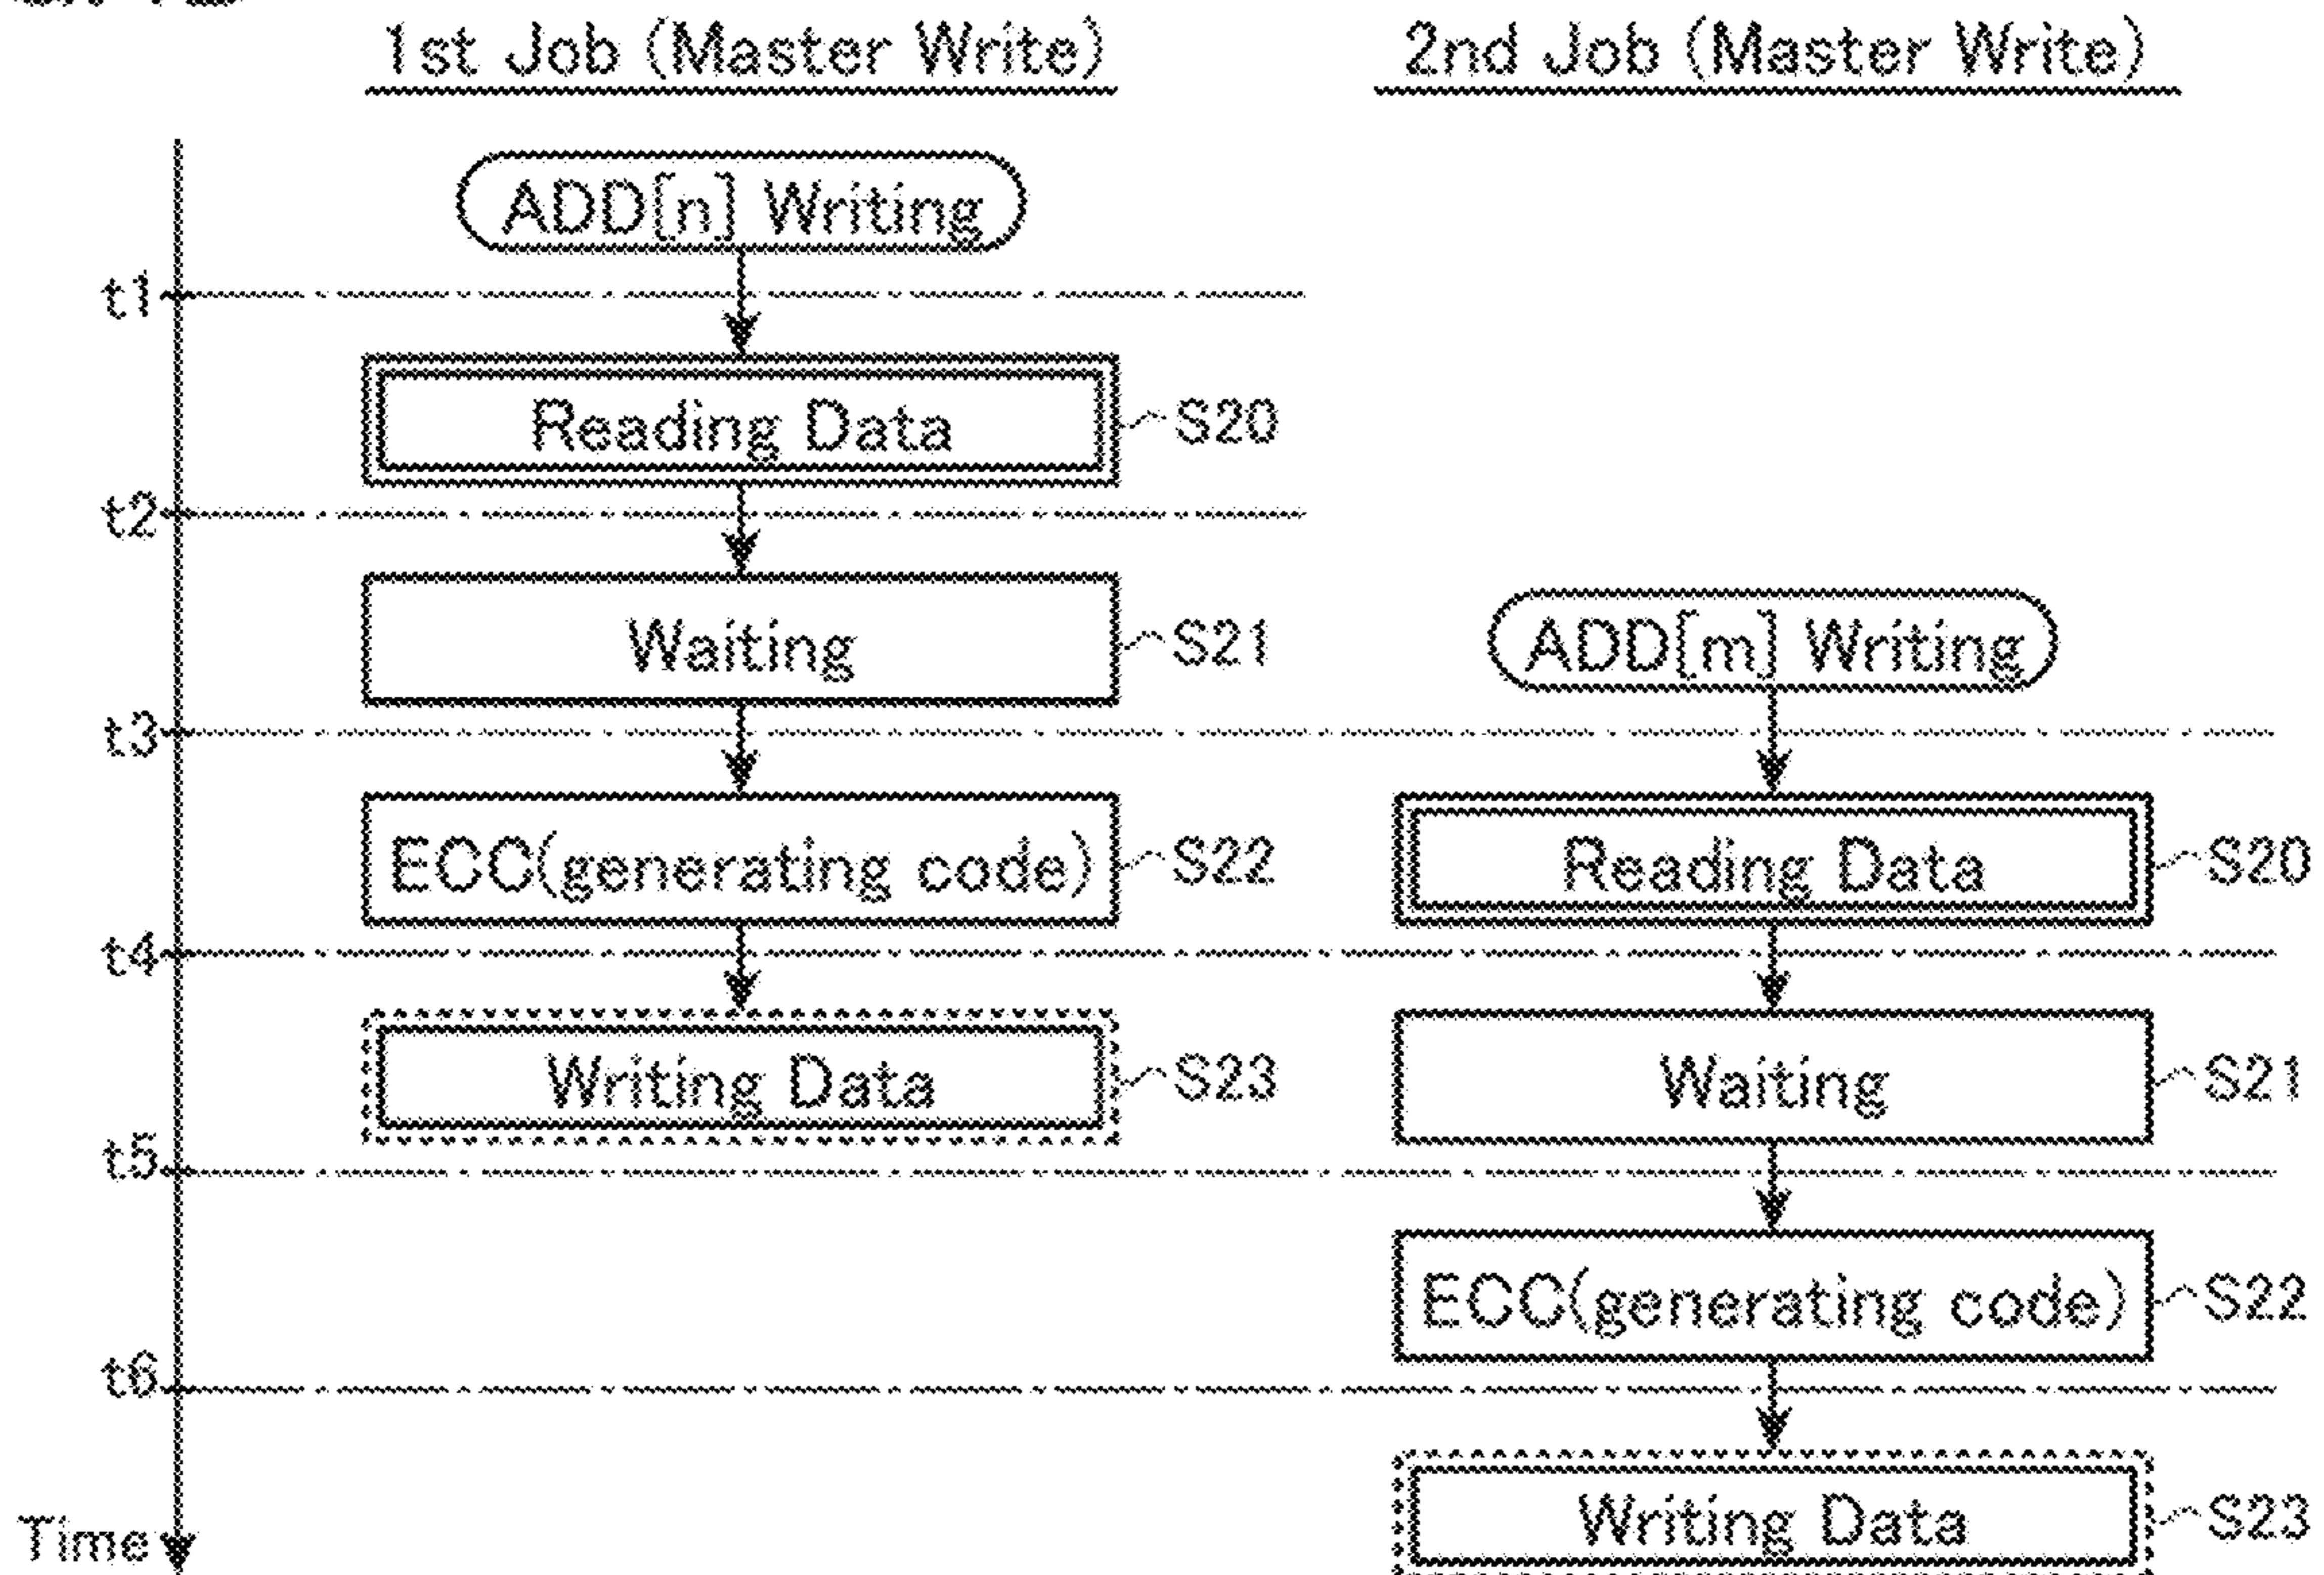 1st Job (Master Write)
2nd Job (Master Write)
ADD[n] Writing
t1
Reading Data
S20
t2
Waiting
S21
ADD[m] Writing
t3
ECC(generating code)
S22
Reading Data
S20
t4
Writing Data
S23
Waiting
S21
t5
ECC(generating code)
S22
t6
Writing Data
S23
Time